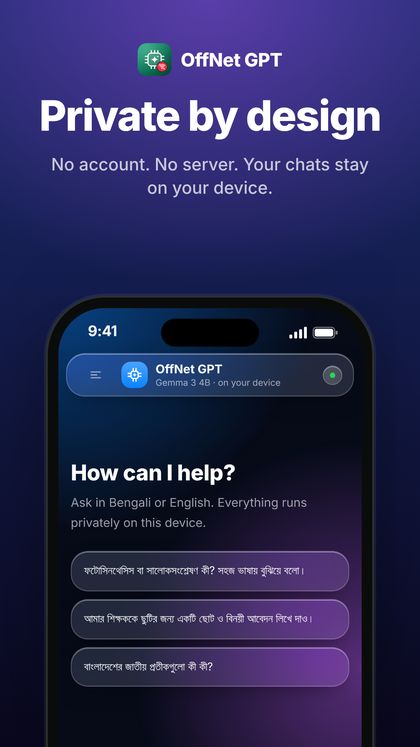 OffNet GPT
Private by design
No account. No server. Your chats stay
on your device.
9:41
OffNet GPT
Gemma 3 4B · on your device
How can I help?
Ask in Bengali or English. Everything runs
privately on this device.
ফটোসিনথেসিস বা সালোকসংশ্লেষণ কী? সহজ ভাষায় বুঝিয়ে বলো।
আমার শিক্ষককে ছুটির জন্য একটি ছোট ও বিনয়ী আবেদন লিখে দাও।
বাংলাদেশের জাতীয় প্রতীকগুলো কী কী?